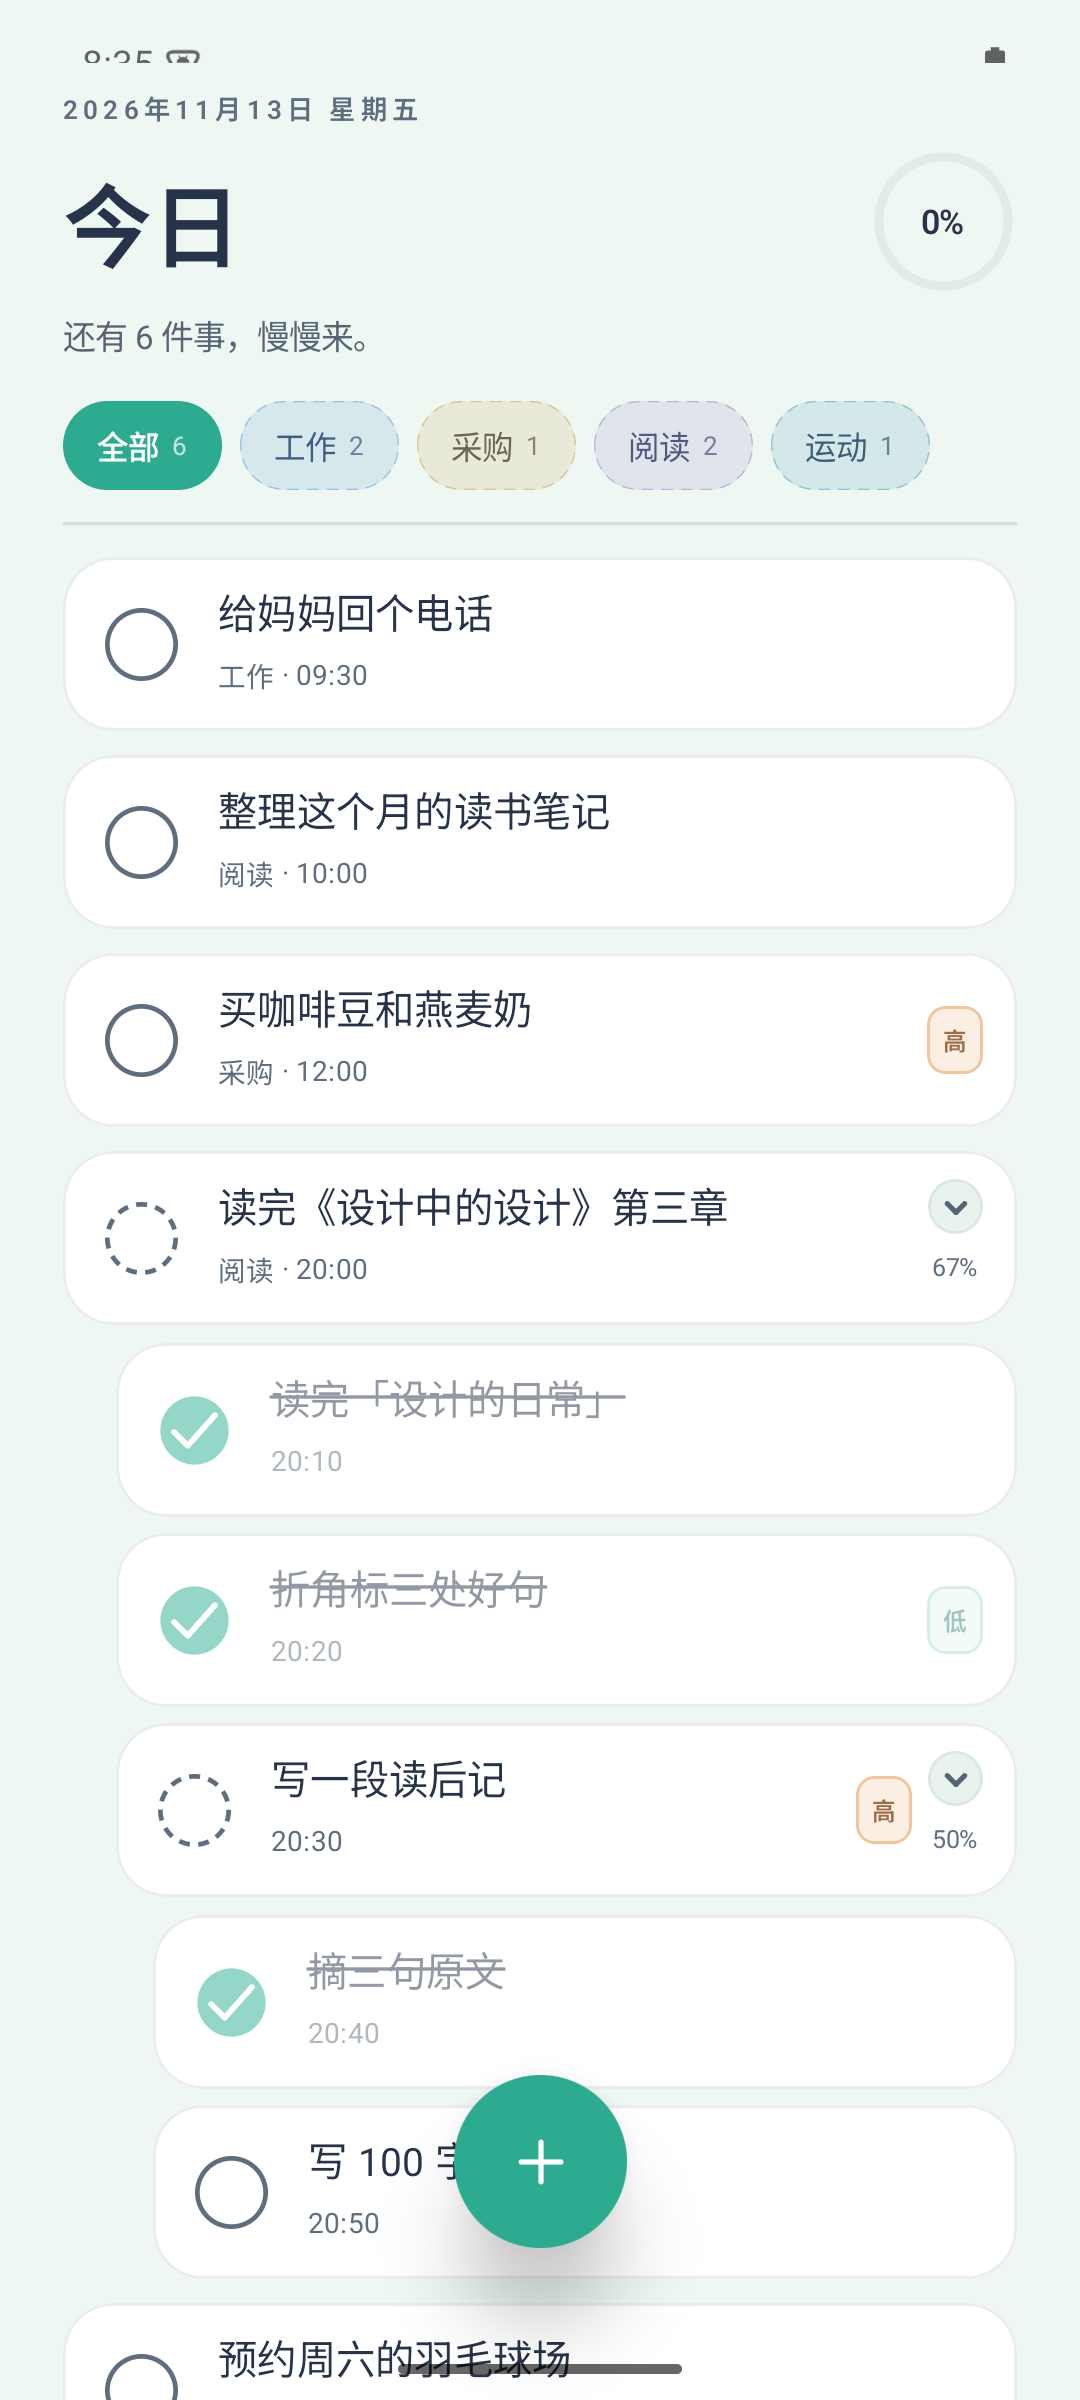 8:35
2026年11月13日 星期五
今日
0%
还有 6 件事，慢慢来。
全部 6 工作 2 采购 1 阅读 2 运动 1
给妈妈回个电话
工作 · 09:30
整理这个月的读书笔记
阅读 · 10:00
买咖啡豆和燕麦奶
采购 · 12:00
高
读完《设计中的设计》第三章
阅读 · 20:00
67%
读完「设计的日常」
20:10
折角标三处好句
20:20
低
写一段读后记
20:30
高
50%
摘三句原文
20:40
写 100 字
20:50
预约周六的羽毛球场